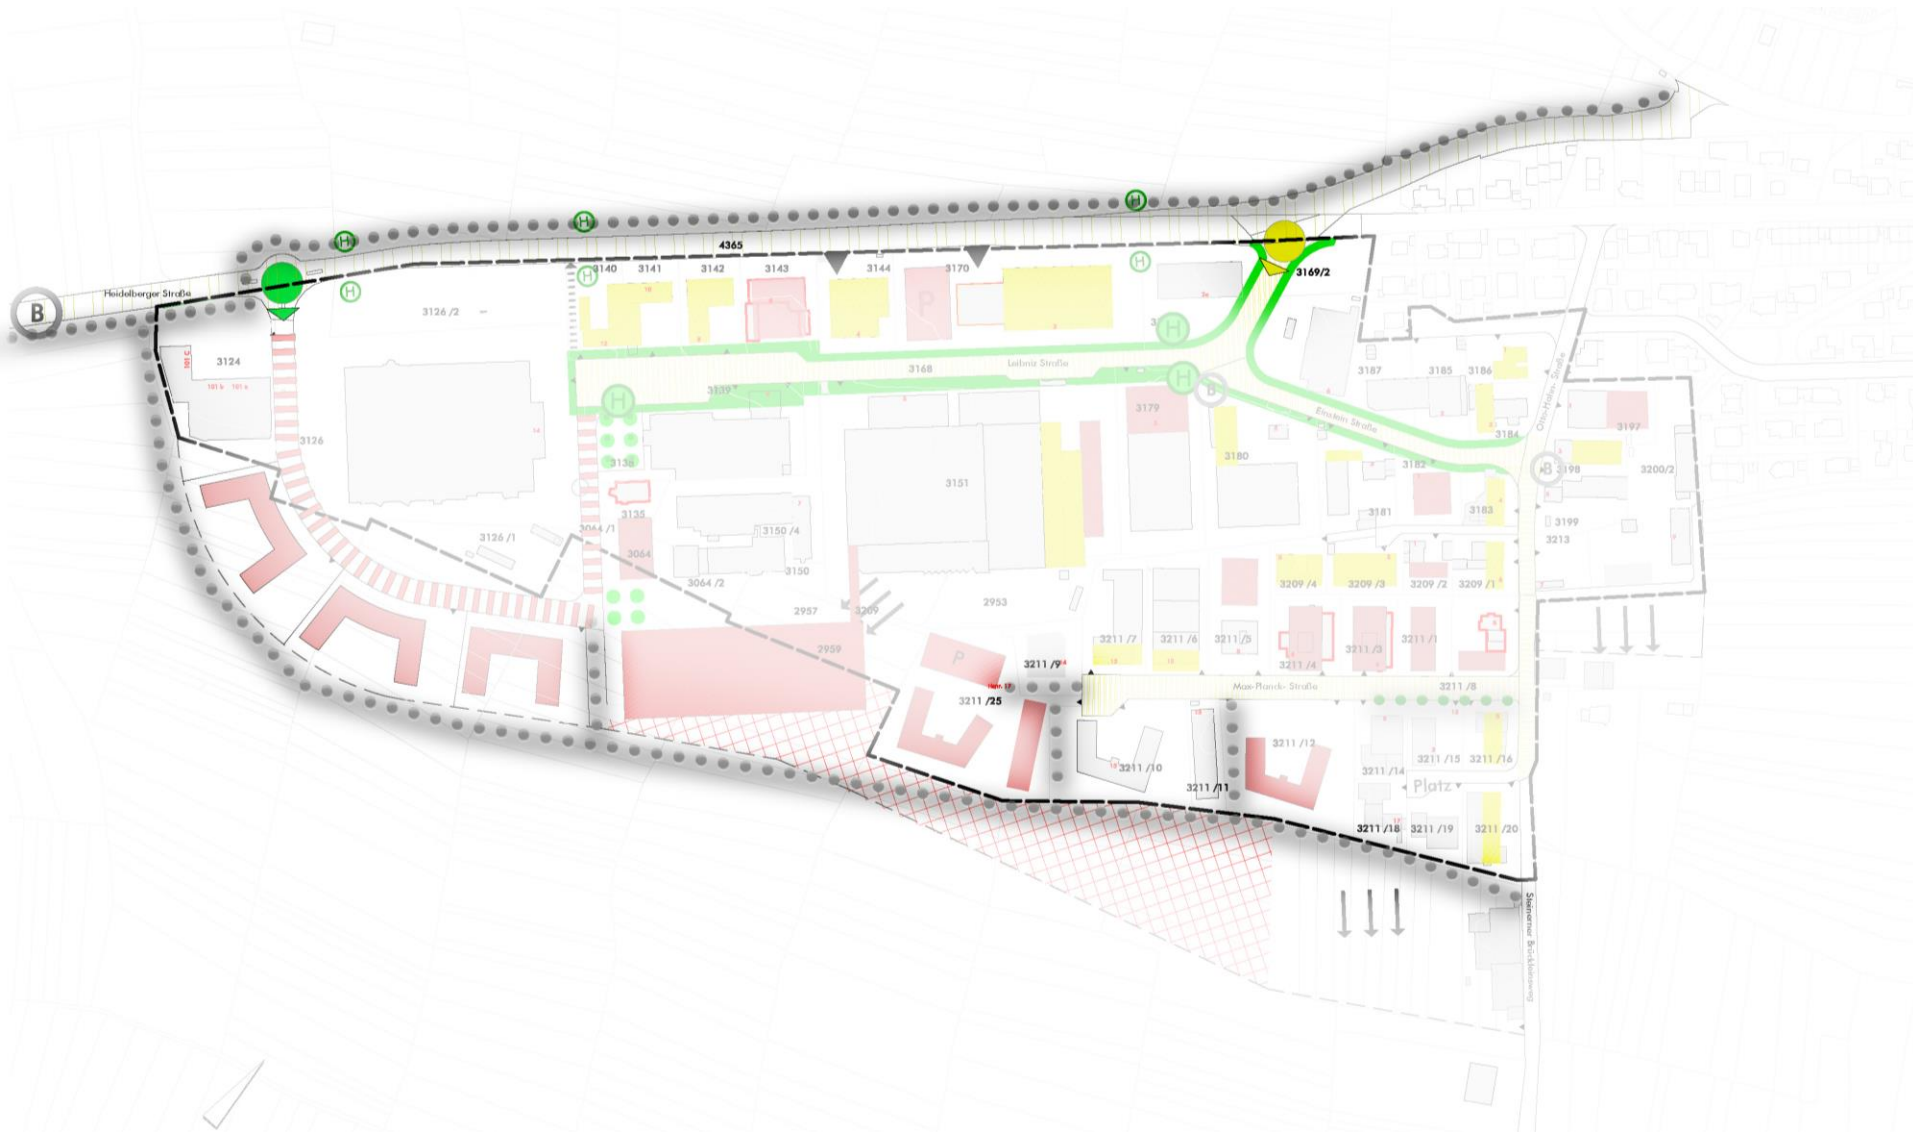 H
H
H
4365
Heidelberger Straße
B
H
H
H
3140
3141
3142
3143
3144
3170
P
3169/2
3126 /2
3124
101 b
101 a
H
3168
Leibniz Straße
3139
H
H
B
3187
3185
3186
Otto-Hahn- Straße
Einstein Straße
3126
3138
3179
3180
3184
3182
3197
B
3198
3200/2
3135
3151
3181
3183
3199
3213
3126 /1
3064 /1
3150 /4
3064
3064 /2
3150
3209 /4
3209 /3
3209 /2
3209 /1
2957
3209
2953
2959
P
3211 /9
3211 /7
3211 /6
3211 /5
3211 /4
3211 /3
3211 /1
3211 /25
Max-Planck- Straße
3211 /8
3211 /10
3211 /11
3211 /12
3211 /14
3211 /15
3211 /16
Platz
3211 /18
3211 /19
3211 /20